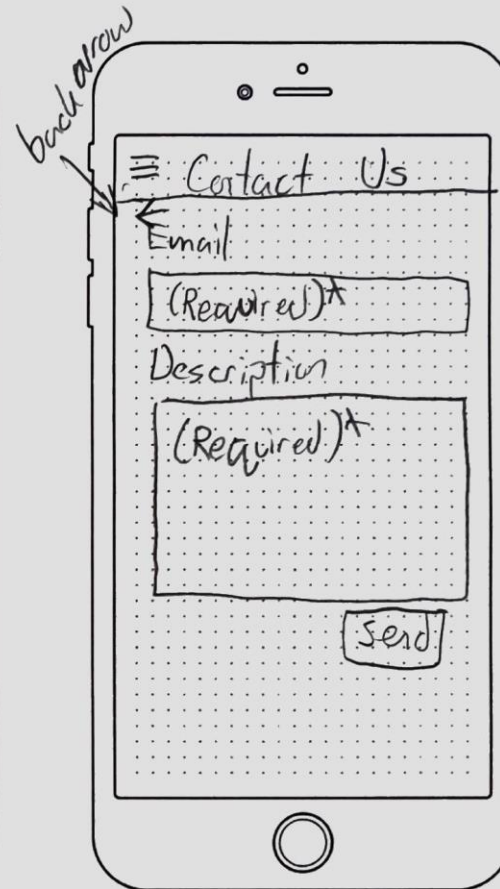 back arrow
Contact Us
Email
(Required)*
Description
(Required)*
Send